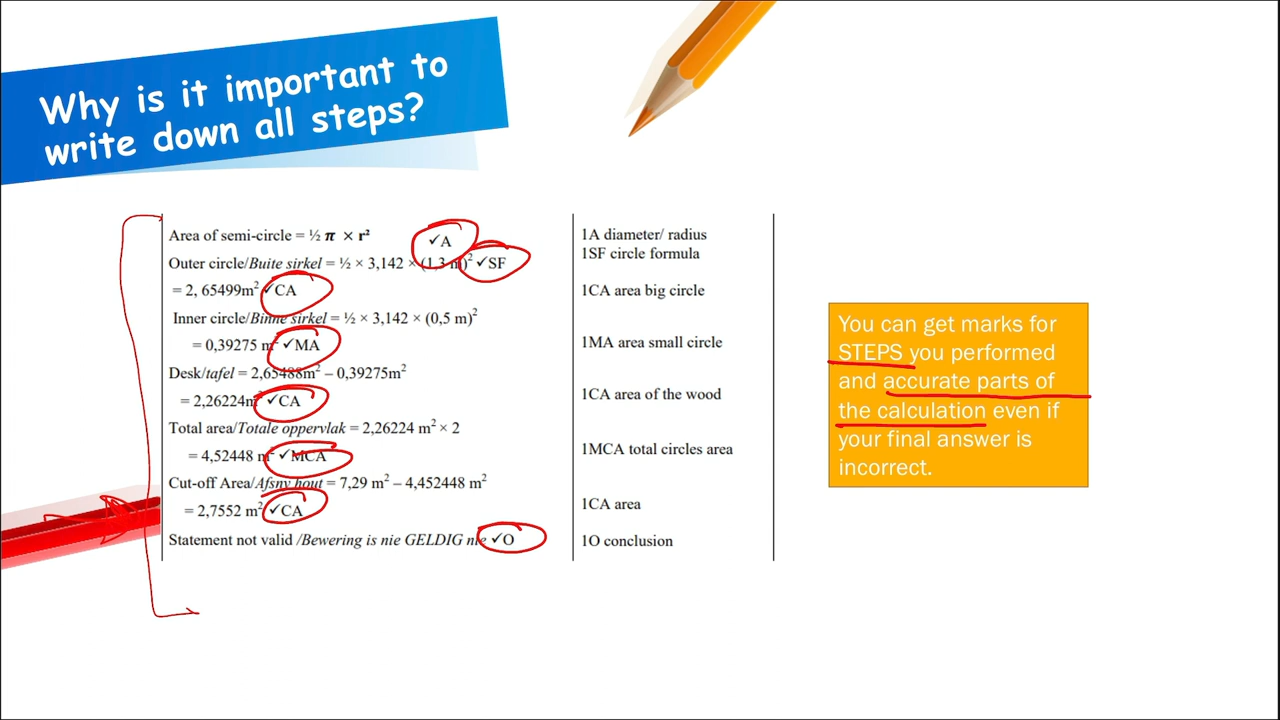 Why is it important to
write down all steps?
Area of semi-circle = ½ π × r²
✓A
Outer circle/Buite sirkel = ½ × 3,142 × (1,3 m)² ✓SF
= 2, 65499m² ✓CA
Inner circle/Binne sirkel = ½ × 3,142 × (0,5 m)²
= 0,39275 m² ✓MA
Desk/tafel = 2,65488m² – 0,39275m²
= 2,26224m² ✓CA
Total area/Totale oppervlak = 2,26224 m² × 2
= 4,52448 m² ✓MCA
Cut-off Area/Afsny hout = 7,29 m² – 4,452448 m²
= 2,7552 m² ✓CA
Statement not valid /Bewering is nie GELDIG nie ✓O
1A diameter/ radius
1SF circle formula
1CA area big circle
1MA area small circle
1CA area of the wood
1MCA total circles area
1CA area
1O conclusion
You can get marks for
STEPS you performed
and accurate parts of
the calculation even if
your final answer is
incorrect.